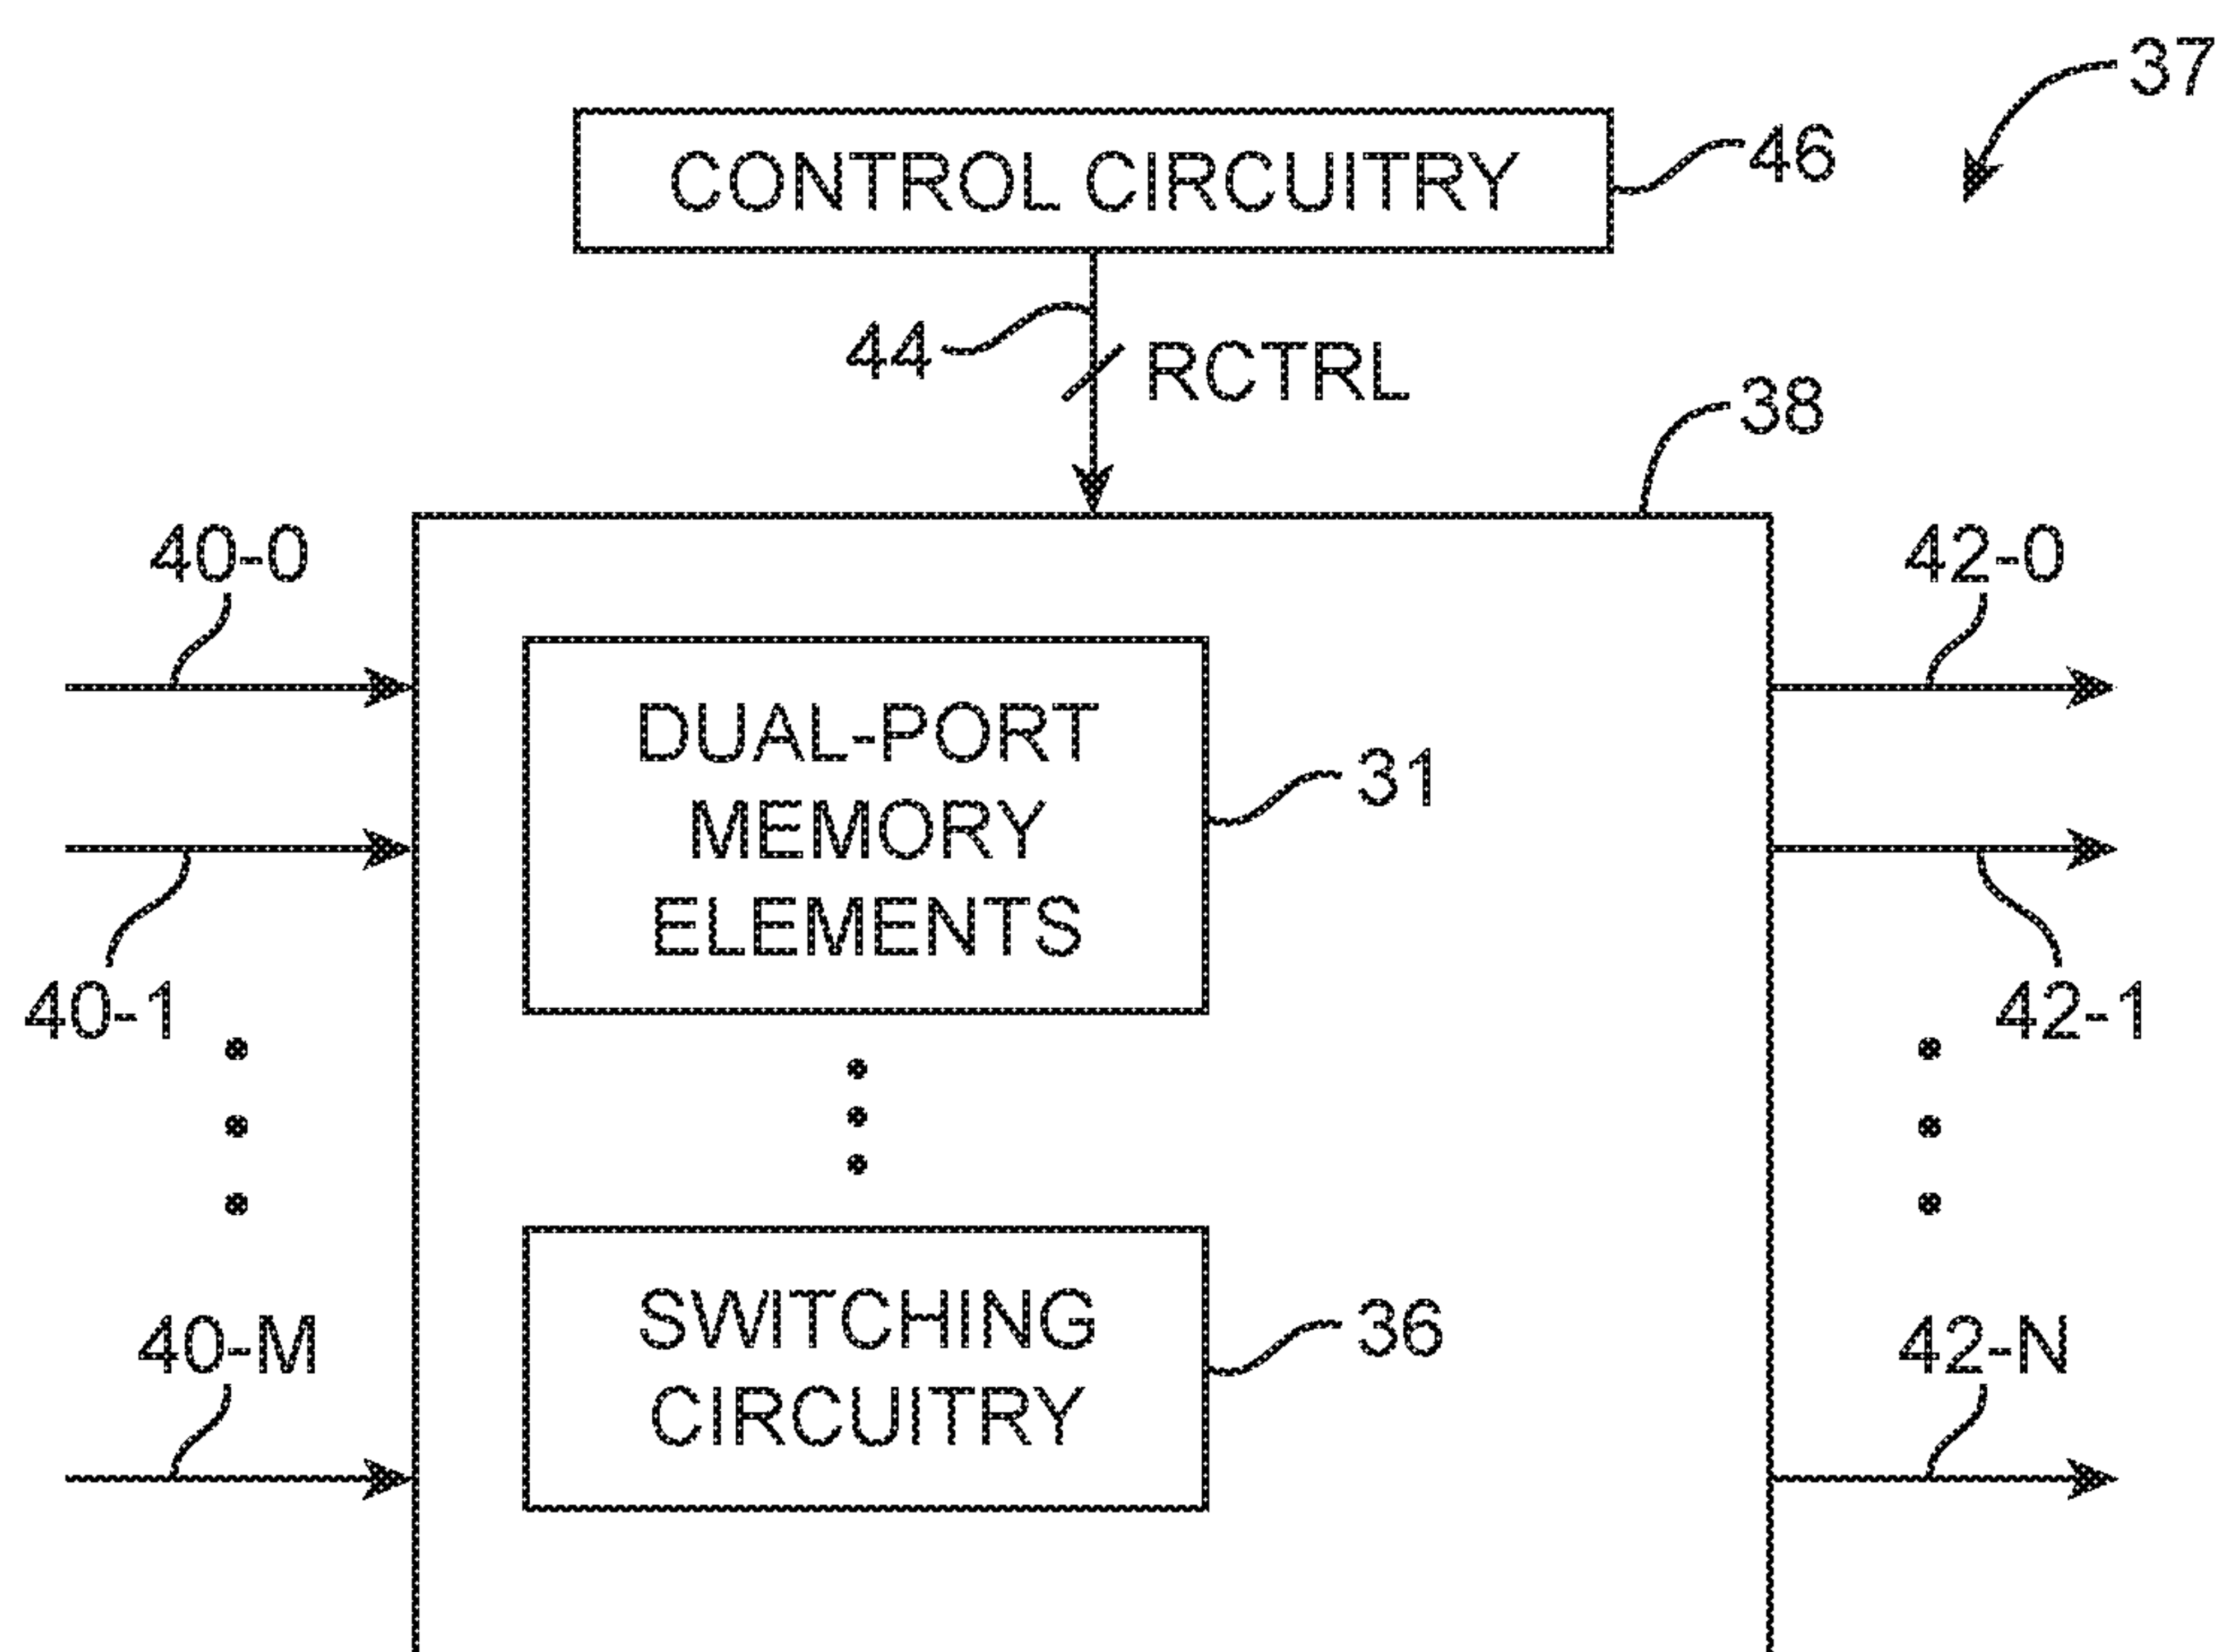 37
CONTROL CIRCUITRY
46
44
RCTRL
38
40-0
42-0
DUAL-PORT
MEMORY
ELEMENTS
31
40-1
42-1
40-M
SWITCHING
CIRCUITRY
36
42-N